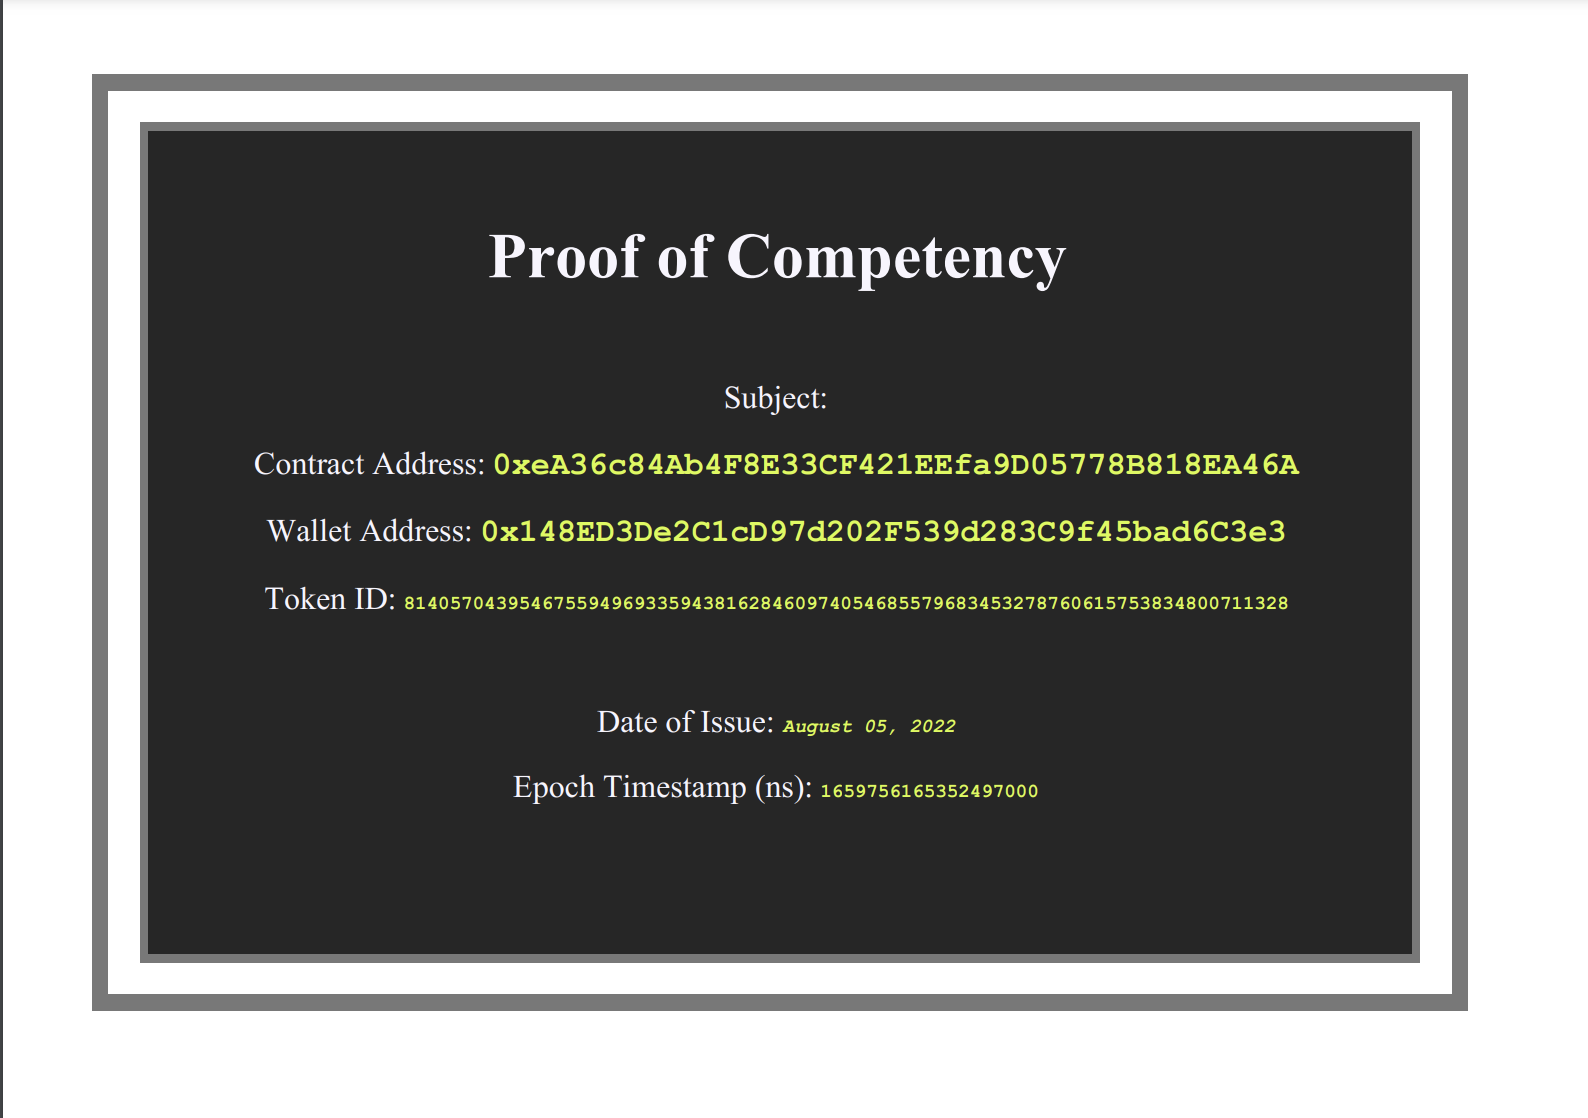 Proof of Competency
Subject:
Contract Address: 0xeA36c84Ab4F8E33CF421EEfa9D05778B818EA46A
Wallet Address: 0x148ED3De2C1cD97d202F539d283C9f45bad6C3e3
Token ID: 81405704395467559496933594381628460974054685579683453278760615753834800711328
Date of Issue: August 05, 2022
Epoch Timestamp (ns): 1659756165352497000